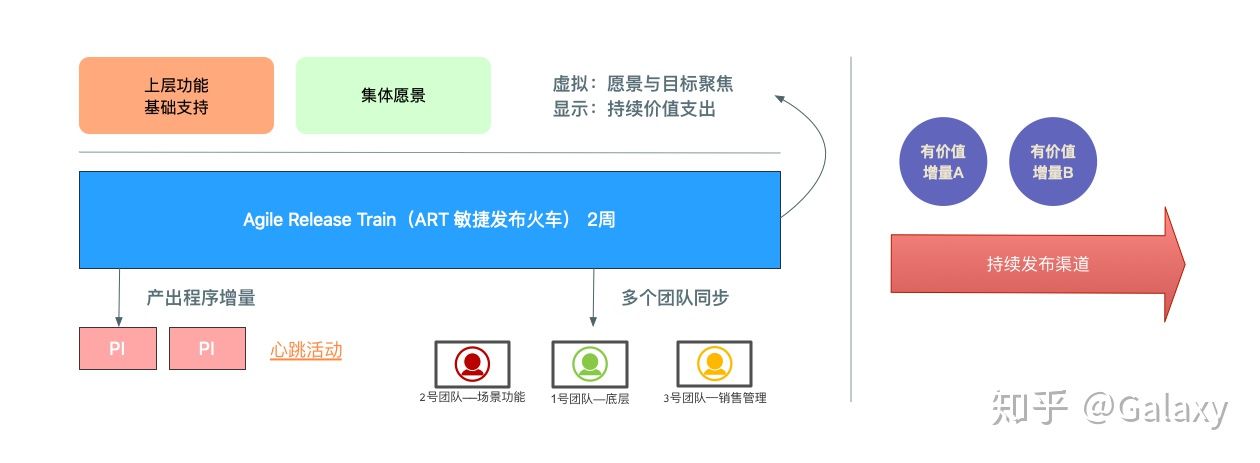 上层功能
基础支持
集体愿景
虚拟：愿景与目标聚焦
显示：持续价值支出
有价值
增量A
有价值
增量B
Agile Release Train（ART 敏捷发布火车） 2周
持续发布渠道
产出程序增量
多个团队同步
PI
PI
心跳活动
2号团队—场景功能
1号团队—底层
3号团队—销售管理
知乎 @Galaxy